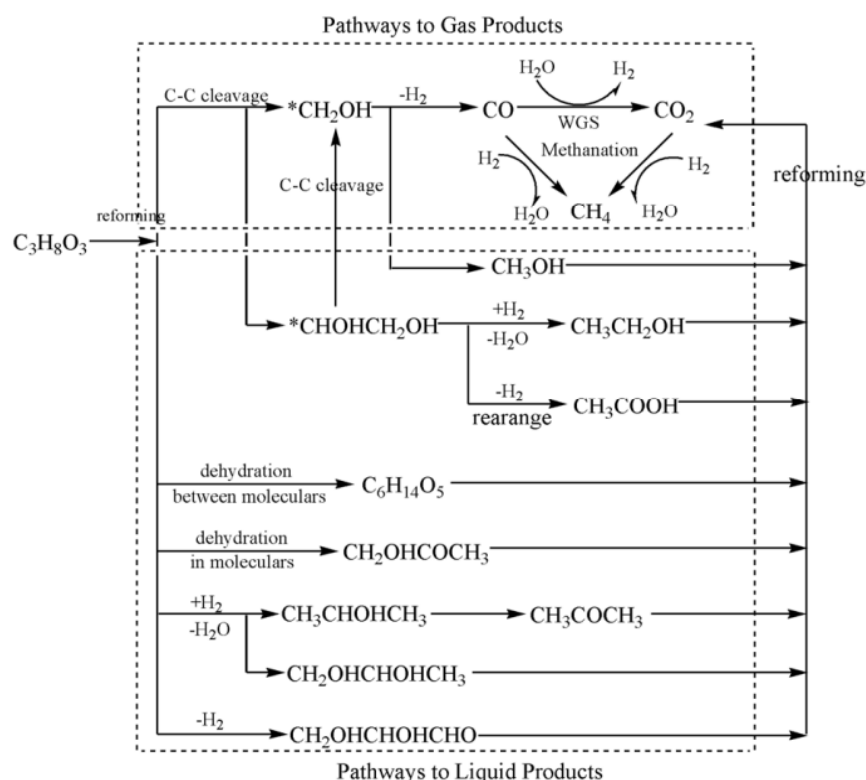 Pathways to Gas Products
H₂O H₂
C-C cleavage *CH₂OH -H₂ CO WGS CO₂
H₂ Methanation H₂
C-C cleavage
reforming
H₂O CH₄ H₂O
reforming
C₃H₈O₃
CH₃OH
*CHOHCH₂OH +H₂ -H₂O CH₃CH₂OH
-H₂ rearange CH₃COOH
dehydration
between moleculars
C₆H₁₄O₅
dehydration
in moleculars
CH₂OHCOCH₃
+H₂
-H₂O
CH₃CHOHCH₃ CH₃COCH₃
CH₂OHCHOHCH₃
-H₂ CH₂OHCHOHCHO
Pathways to Liquid Products